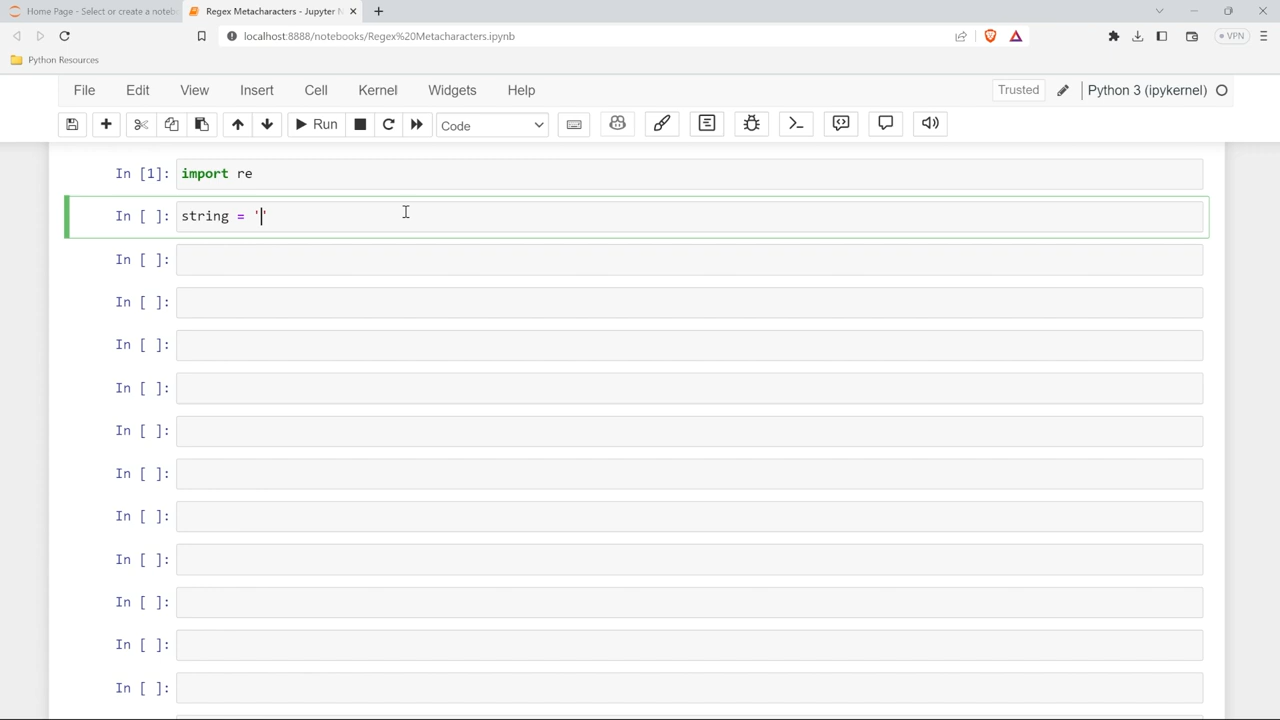 Home Page - Select or create a noteb
Regex Metacharacters - Jupyter N
localhost:8888/notebooks/Regex%20Metacharacters.ipynb
VPN
Python Resources
File Edit View Insert Cell Kernel Widgets Help Trusted Python 3 (ipykernel)
Run Code
In [1]: import re
In [ ]: string = ''
In [ ]:
In [ ]:
In [ ]:
In [ ]:
In [ ]:
In [ ]:
In [ ]:
In [ ]:
In [ ]:
In [ ]:
In [ ]: